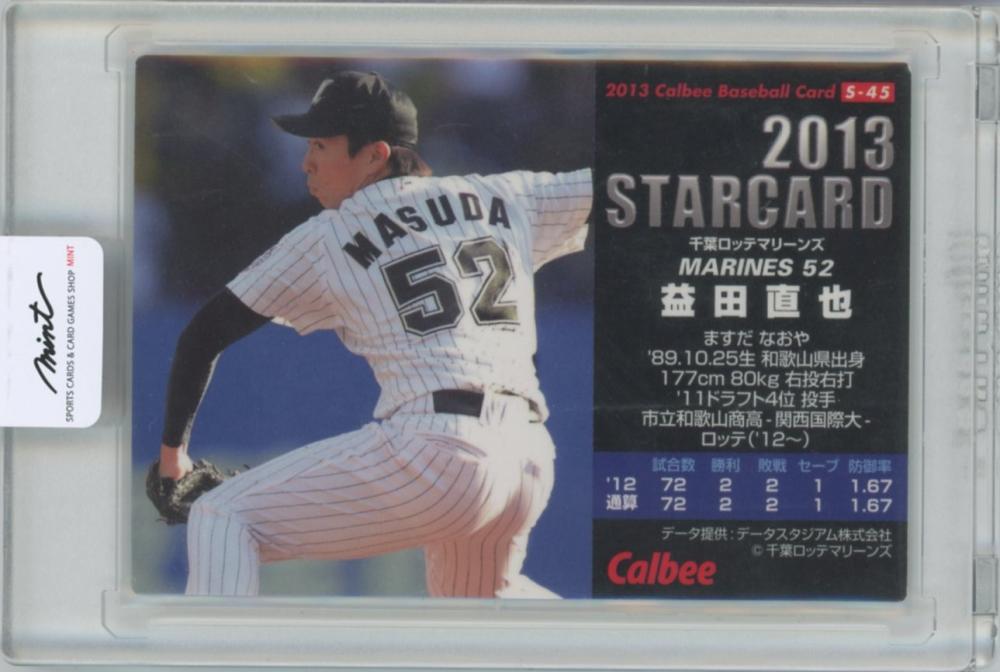 2013 Calbee Baseball Card S-45
2013
STARCARD
千葉ロッテマリーンズ
MARINES 52
益田直也
ますだ なおや
'89.10.25生 和歌山県出身
177cm 80kg 右投右打
'11ドラフト4位 投手
市立和歌山商高-関西国際大-
ロッテ('12〜)
試合数 勝利 敗戦 セーブ 防御率
'12 72 2 2 1 1.67
通算 72 2 2 1 1.67
データ提供:データスタジアム株式会社
©千葉ロッテマリーンズ
Calbee
MASUDA
52
mint
SPORTS CARDS & CARD GAMES SHOP MINT